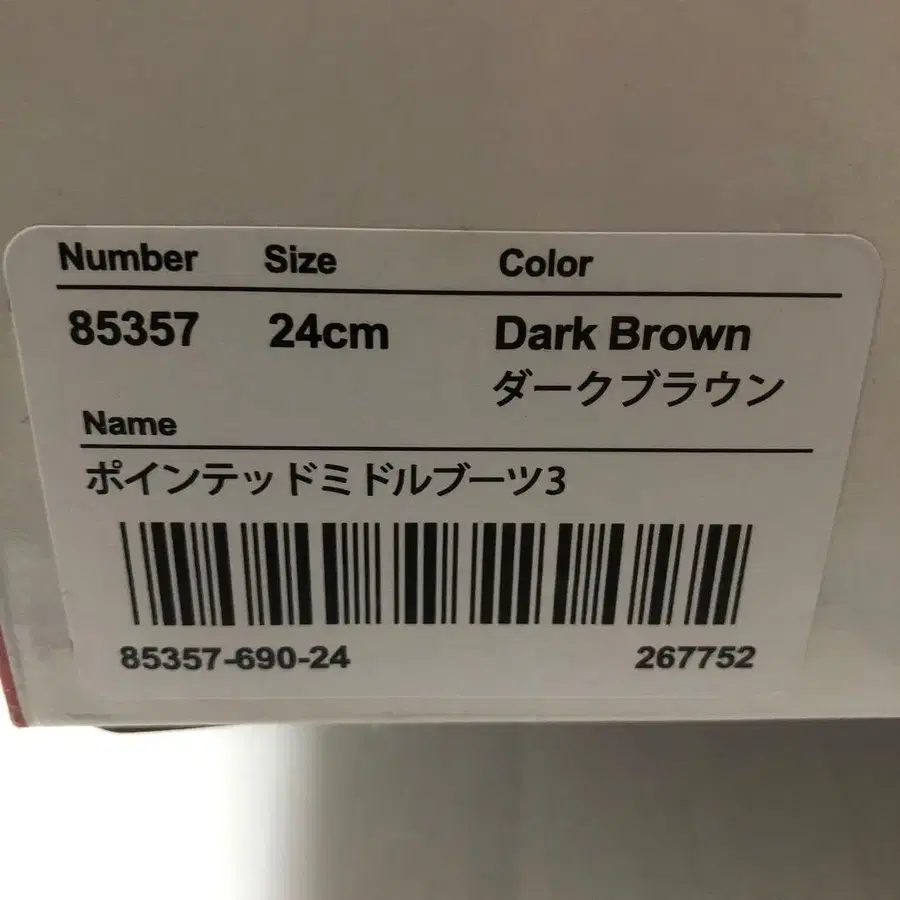 Number Size Color
85357 24cm Dark Brown
ダークブラウン
Name
ポインテッドミドルブーツ3
85357-690-24 267752